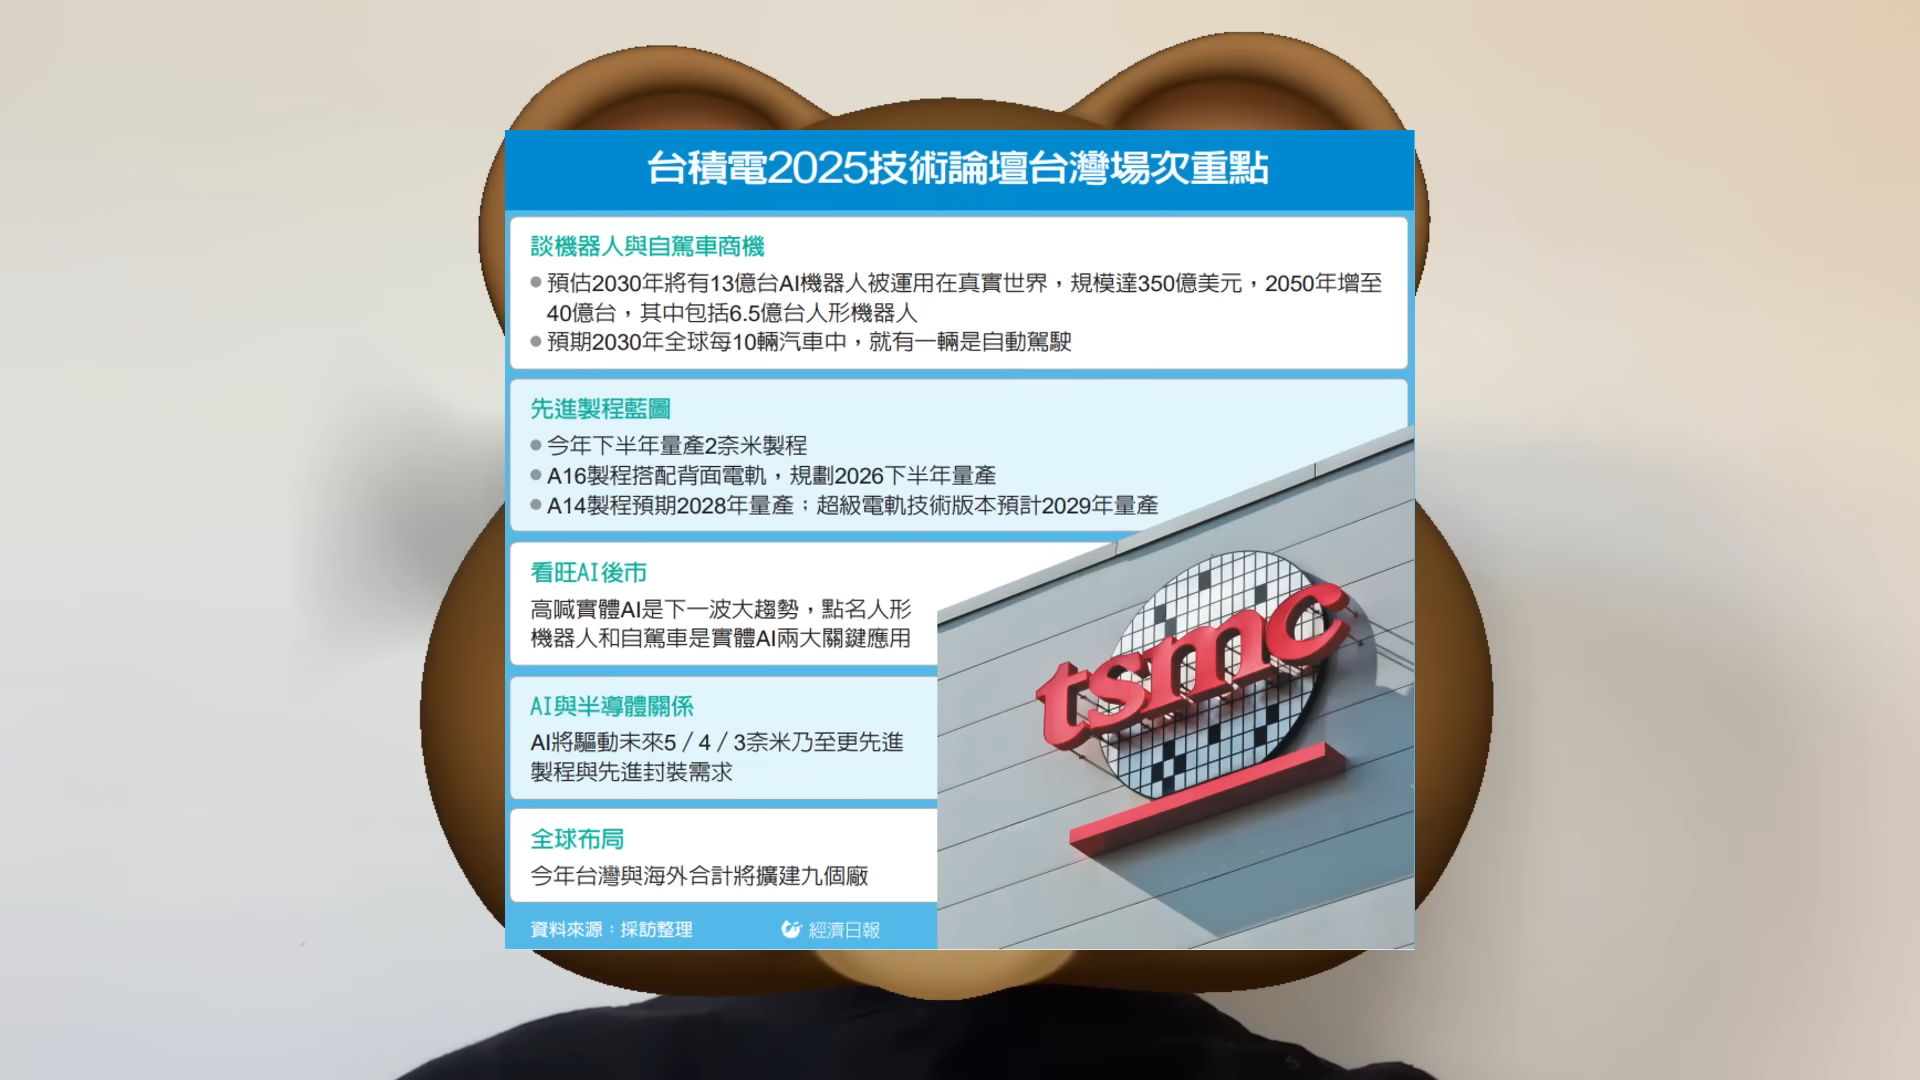 台積電2025技術論壇台灣場次重點
談機器人與自駕車商機
●預估2030年將有13億台AI機器人被運用在真實世界，規模達350億美元，2050年增至
40億台，其中包括6.5億台人形機器人
●預期2030年全球每10輛汽車中，就有一輛是自動駕駛
先進製程藍圖
●今年下半年量產2奈米製程
●A16製程搭配背面電軌，規劃2026下半年量產
●A14製程預期2028年量產；超級電軌技術版本預計2029年量產
看旺AI後市
高喊實體AI是下一波大趨勢，點名人形
機器人和自駕車是實體AI兩大關鍵應用
AI與半導體關係
AI將驅動未來5／4／3奈米乃至更先進
製程與先進封裝需求
全球布局
今年台灣與海外合計將擴建九個廠
資料來源：採訪整理
經濟日報
tsmc